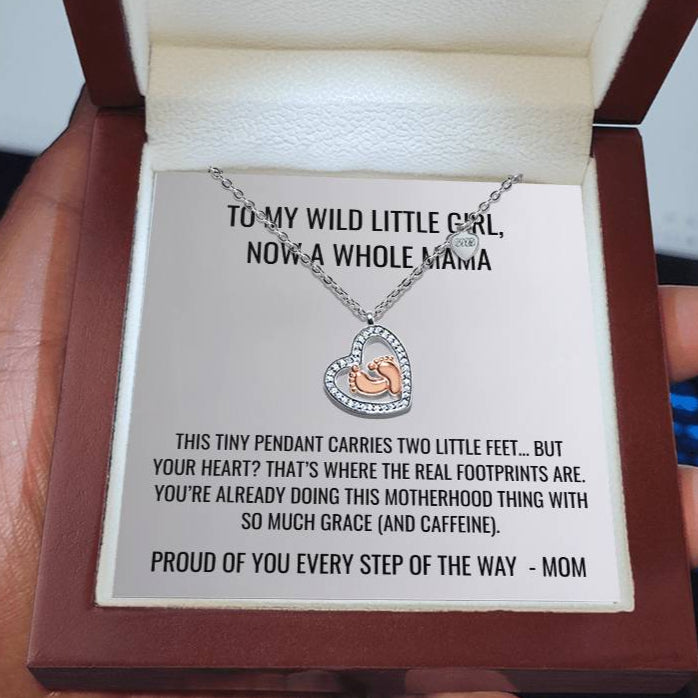 TO MY WILD LITTLE GIRL,
NOW A WHOLE MAMA
THIS TINY PENDANT CARRIES TWO LITTLE FEET... BUT
YOUR HEART? THAT'S WHERE THE REAL FOOTPRINTS ARE.
YOU'RE ALREADY DOING THIS MOTHERHOOD THING WITH
SO MUCH GRACE (AND CAFFEINE).
PROUD OF YOU EVERY STEP OF THE WAY - MOM